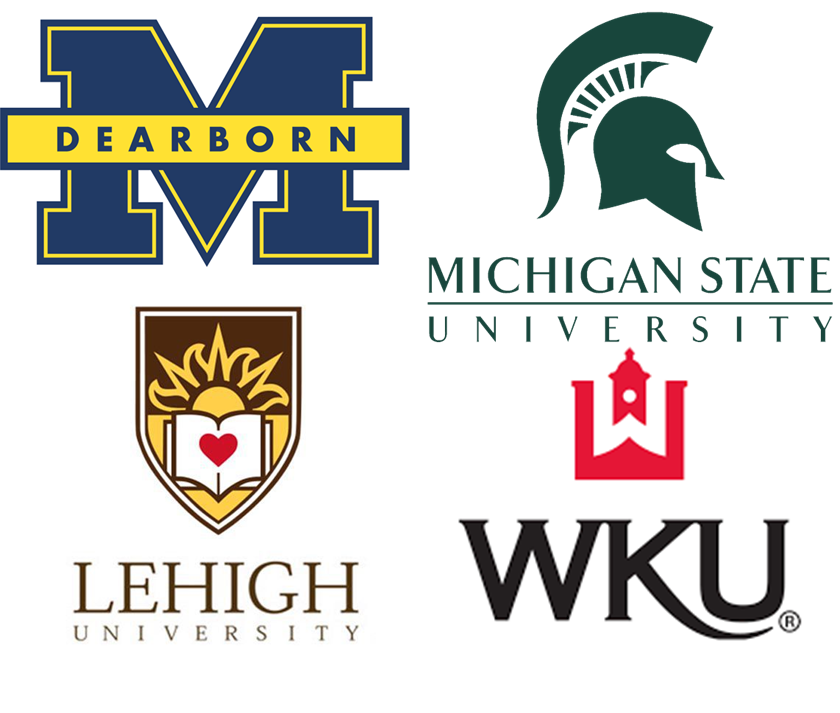 M
DEARBORN
MICHIGAN STATE
UNIVERSITY
LEHIGH
UNIVERSITY
WKU®